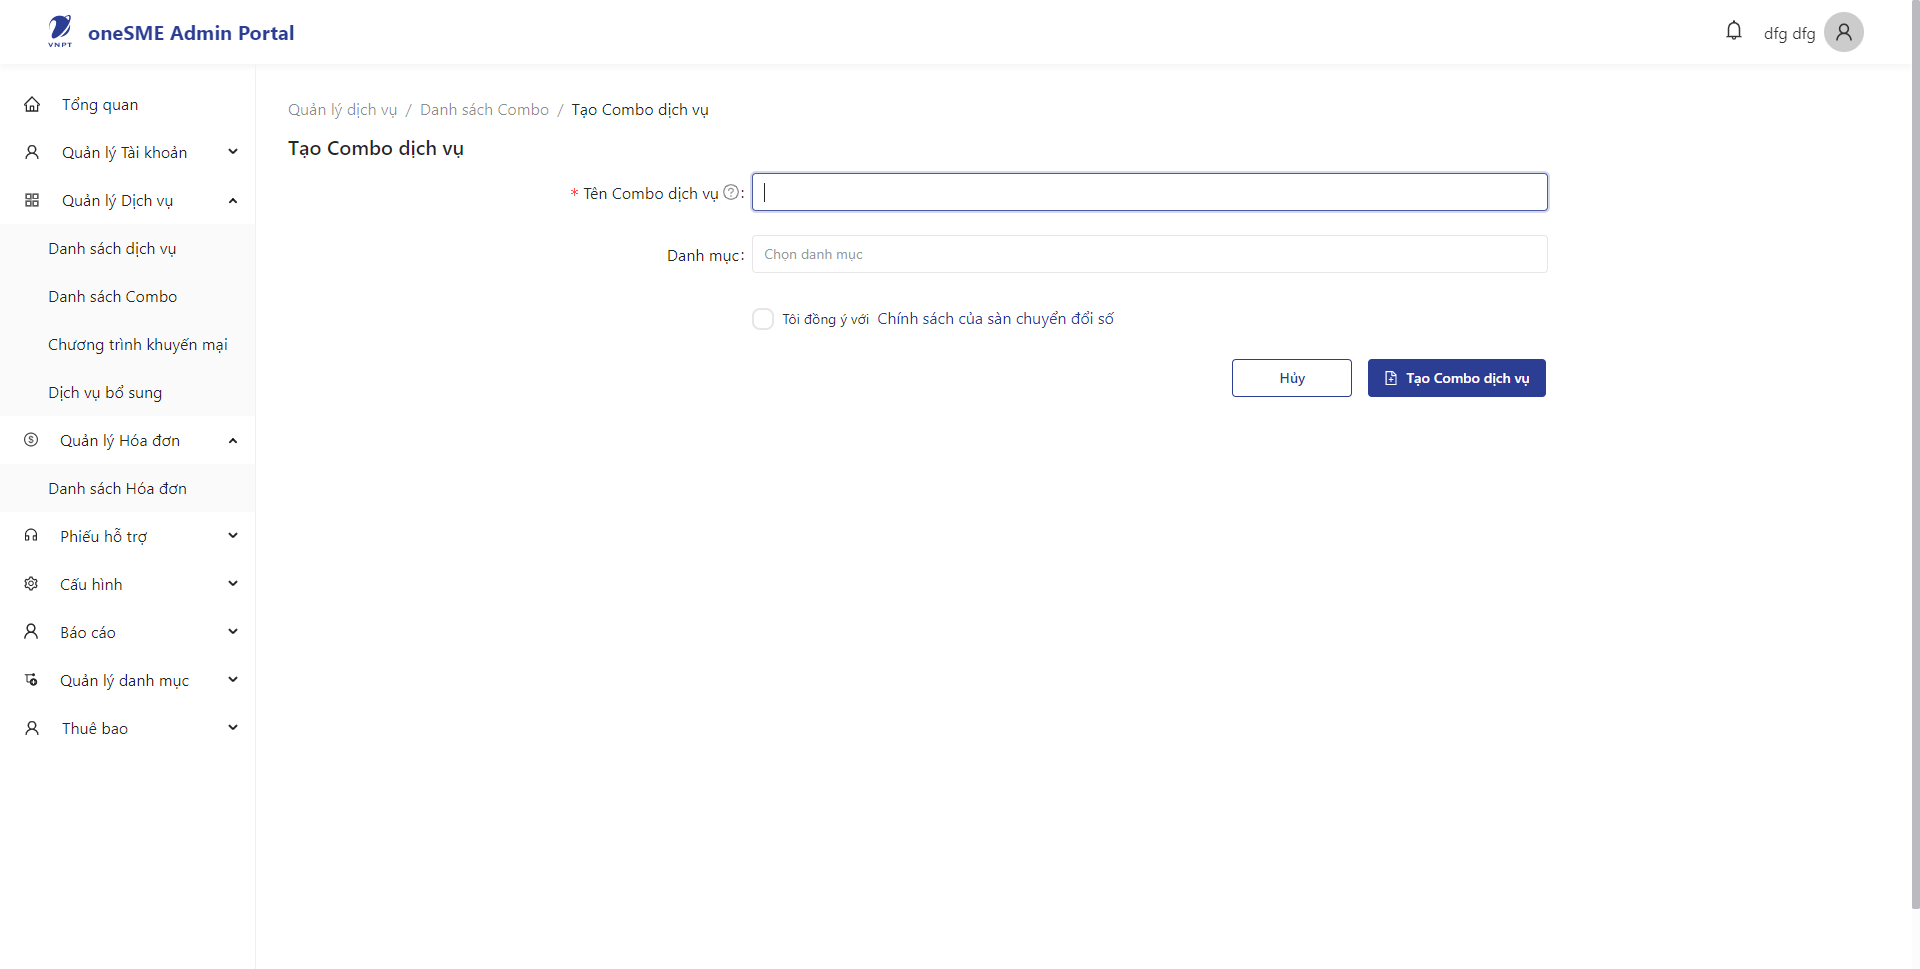 VNPT
oneSME Admin Portal
dfg dfg
Tổng quan
Quản lý Tài khoản
Quản lý Dịch vụ
Danh sách dịch vụ
Danh sách Combo
Chương trình khuyến mại
Dịch vụ bổ sung
Quản lý Hóa đơn
Danh sách Hóa đơn
Phiếu hỗ trợ
Cấu hình
Báo cáo
Quản lý danh mục
Thuê bao
Quản lý dịch vụ / Danh sách Combo / Tạo Combo dịch vụ
Tạo Combo dịch vụ
* Tên Combo dịch vụ ? :
Danh mục: Chọn danh mục
Tôi đồng ý với Chính sách của sàn chuyển đổi số
Hủy Tạo Combo dịch vụ